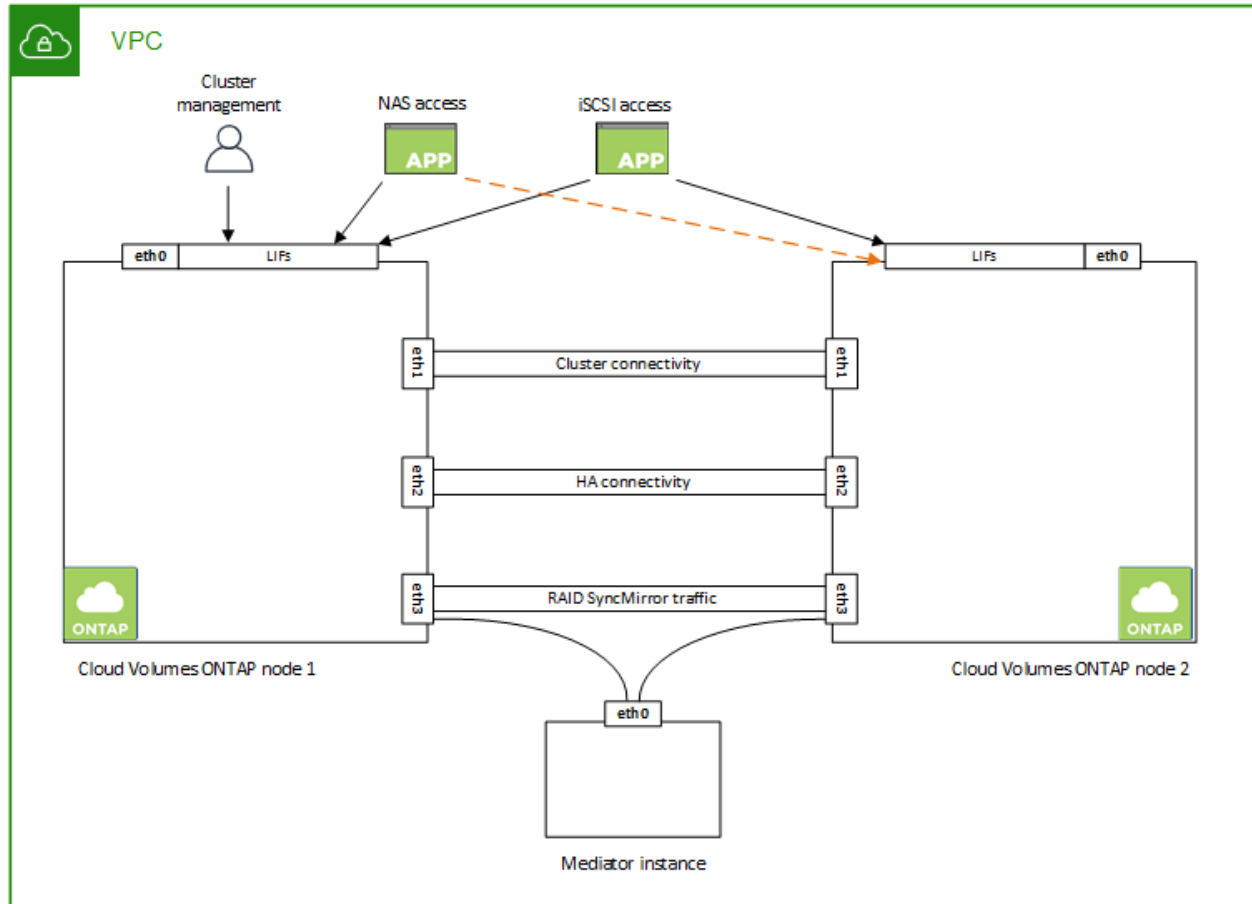 VPC
Cluster
management
NAS access
iSCSI access
APP
APP
eth0
LIFs
LIFs
eth0
eth1
Cluster connectivity
eth1
eth2
HA connectivity
eth2
eth3
RAID SyncMirror traffic
eth3
ONTAP
ONTAP
Cloud Volumes ONTAP node 1
Cloud Volumes ONTAP node 2
eth0
Mediator instance